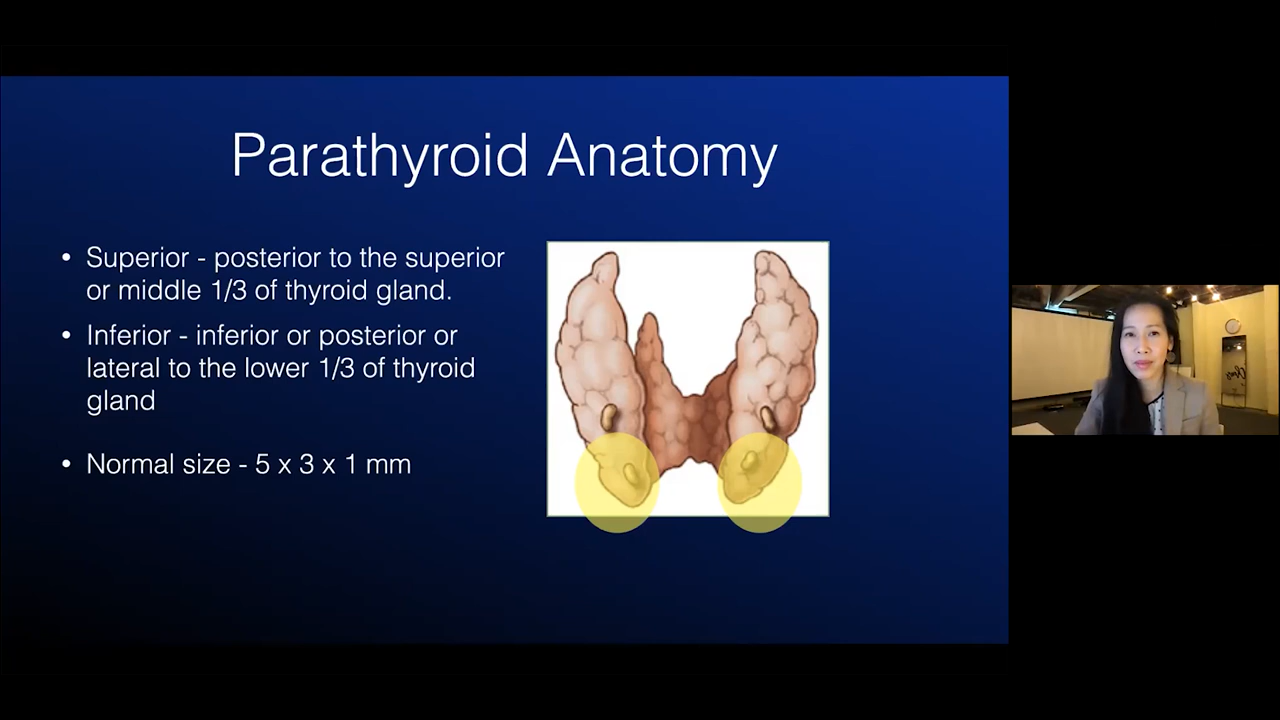 Parathyroid Anatomy
• Superior - posterior to the superior
or middle 1/3 of thyroid gland.
• Inferior - inferior or posterior or
lateral to the lower 1/3 of thyroid
gland
• Normal size - 5 x 3 x 1 mm